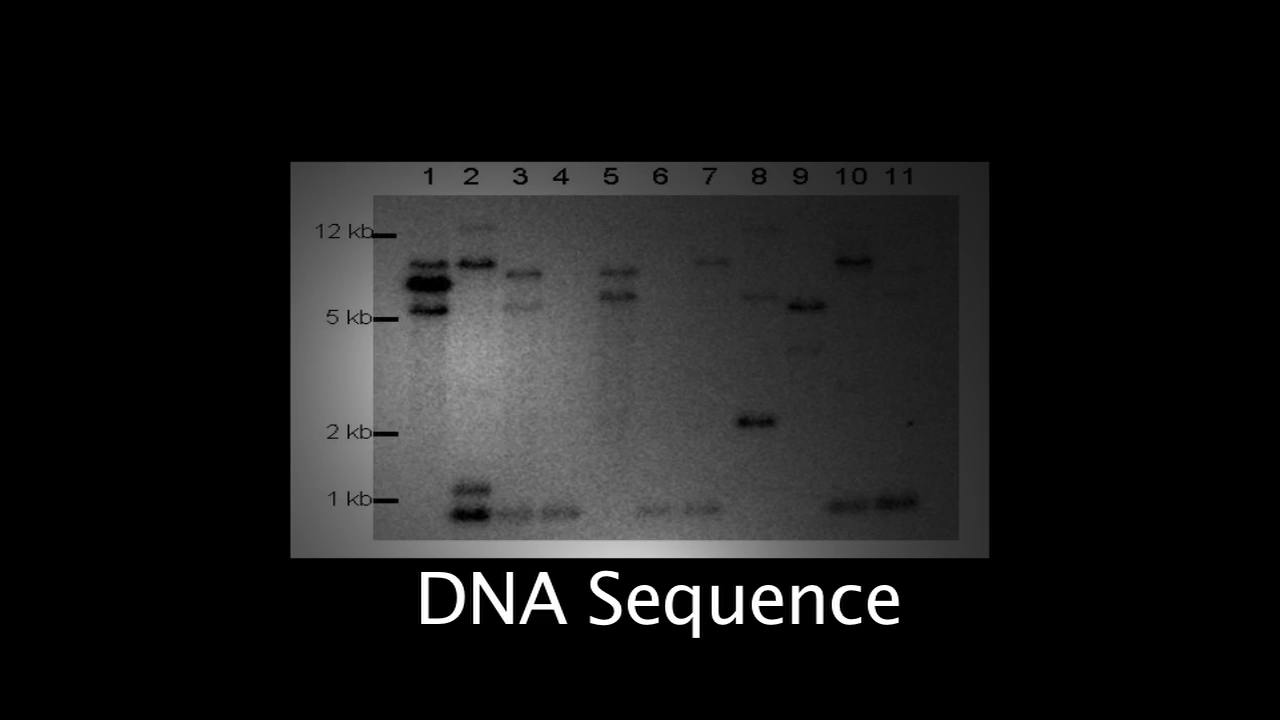 1 2 3 4 5 6 7 8 9 10 11
12 kb
5 kb
2 kb
1 kb
DNA Sequence